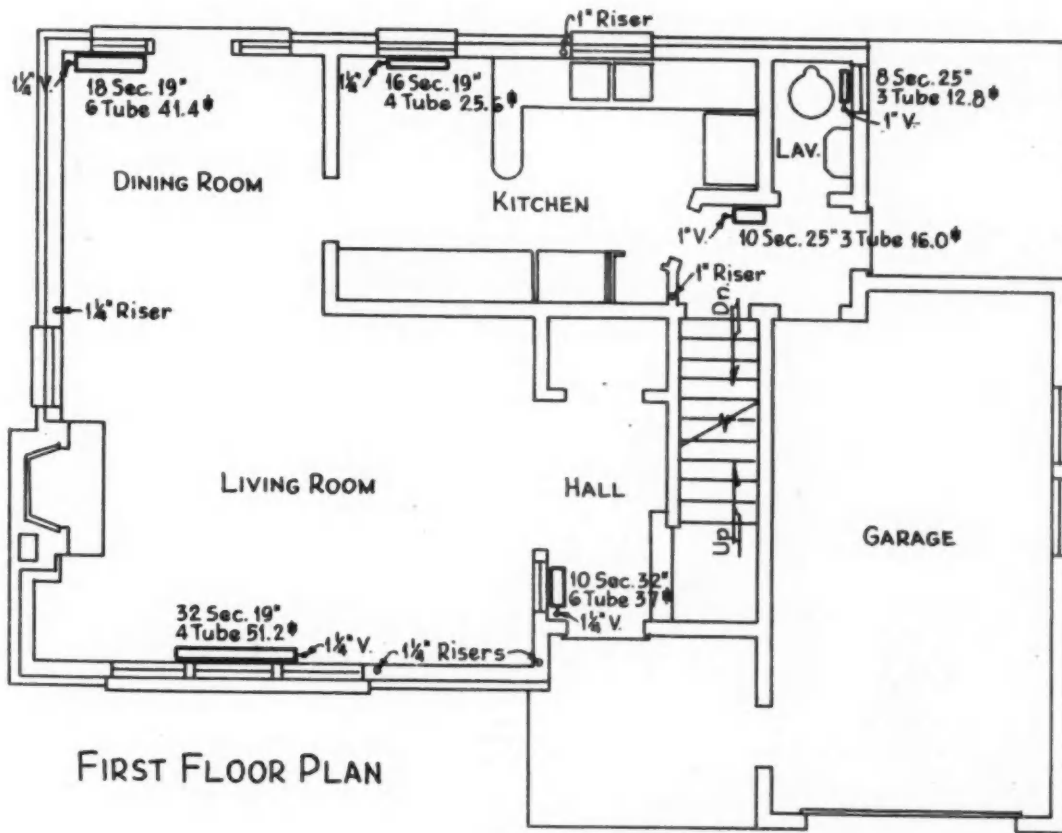 1" Riser
1¼" V.
18 Sec. 19"
6 Tube 41.4⌀
1¼"
16 Sec. 19"
4 Tube 25.6⌀
8 Sec. 25"
3 Tube 12.8⌀
1" V.
LAV.
DINING ROOM
KITCHEN
1" V.
10 Sec. 25" 3 Tube 16.0⌀
1" Riser
Dn.
1¼" Riser
LIVING ROOM
HALL
GARAGE
Up
10 Sec. 32"
6 Tube 37⌀
1¼" V.
32 Sec. 19"
4 Tube 51.2⌀
1¼" V.
1¼" Risers
FIRST FLOOR PLAN